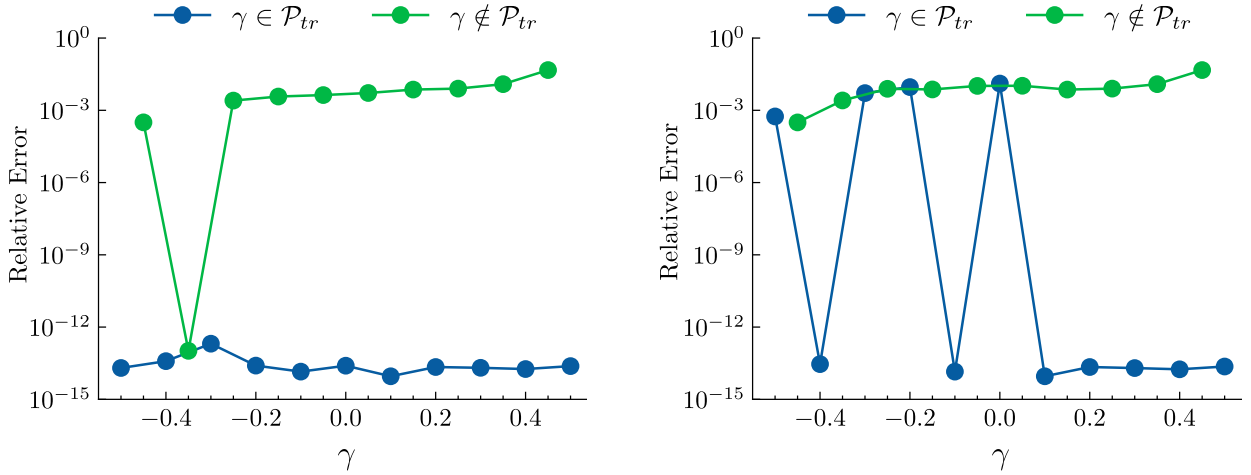 γ ∈ 𝒫_tr γ ∉ 𝒫_tr
10^0
10^−3
10^−6
10^−9
10^−12
10^−15
Relative Error
−0.4 −0.2 0.0 0.2 0.4
γ
γ ∈ 𝒫_tr γ ∉ 𝒫_tr
10^0
10^−3
10^−6
10^−9
10^−12
10^−15
Relative Error
−0.4 −0.2 0.0 0.2 0.4
γ